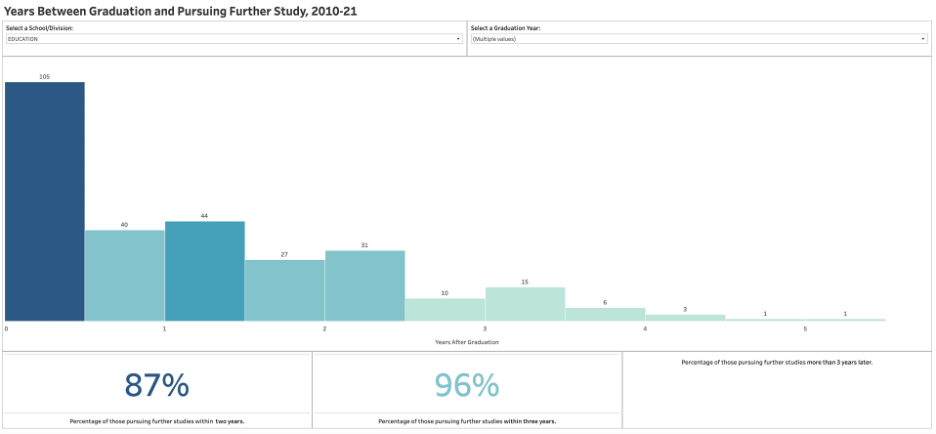 Years Between Graduation and Pursuing Further Study, 2010-21
Select a School/Division:
EDUCATION
Select a Graduation Year:
(Multiple values)
105
40
44
27
31
10
15
6
3
1
1
0
1
2
3
4
5
Years After Graduation
87%
Percentage of those pursuing further studies within two years.
96%
Percentage of those pursuing further studies within three years.
Percentage of those pursuing further studies more than 3 years later.